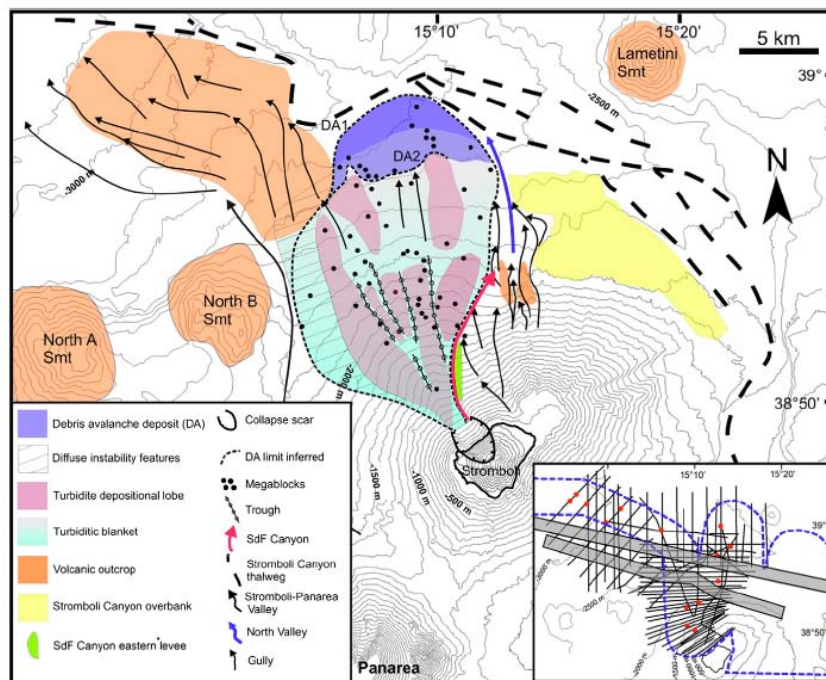 15°10'
15°20'
Lametini
Smt
5 km
39°
-2500 m
DA1
DA2
-3000 m
N
North B
Smt
North A
Smt
-2000 m
38°50'
Stromboli
-1500 m
-1000 m
-500 m
Debris avalanche deposit (DA)
Diffuse instability features
Turbidite depositional lobe
Turbiditic blanket
Volcanic outcrop
Stromboli Canyon overbank
SdF Canyon eastern levee
Collapse scar
DA limit inferred
Megablocks
Trough
SdF Canyon
Stromboli Canyon
thalweg
Stromboli-Panarea
Valley
North Valley
Gully
Panarea
15°10'
15°20'
39°
-3000 m
-2500 m
38°50'